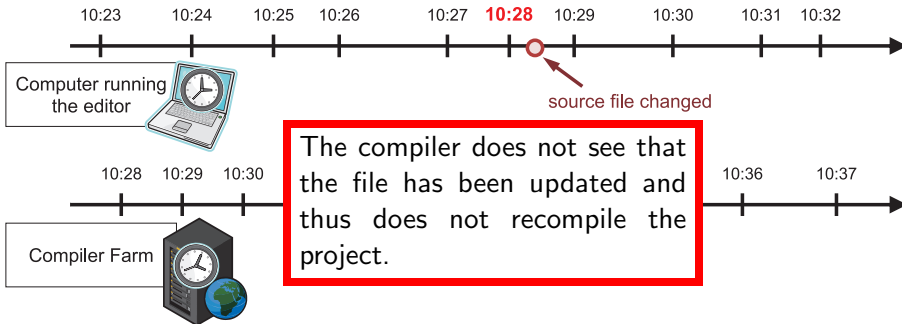 10:23 10:24 10:25 10:26 10:27 10:28 10:29 10:30 10:31 10:32
Computer running
the editor
source file changed
The compiler does not see that
the file has been updated and
thus does not recompile the
project.
10:28 10:29 10:30 10:36 10:37
Compiler Farm